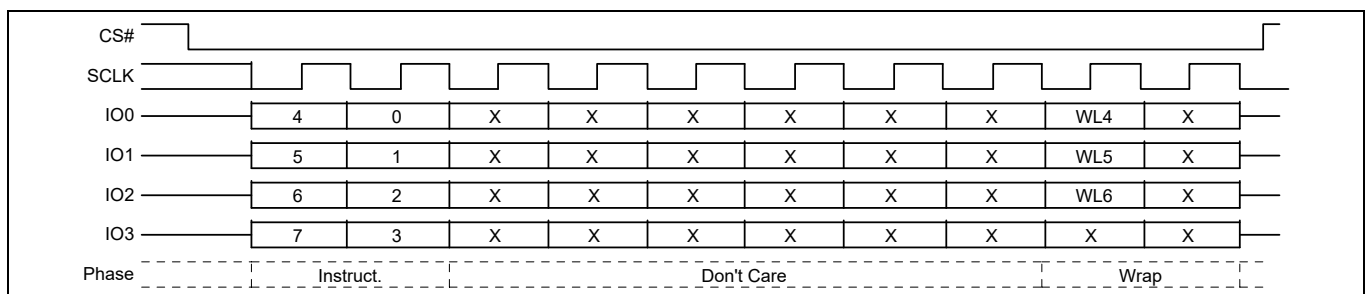 CS#
SCLK
IO0 4 0 X X X X X X WL4 X
IO1 5 1 X X X X X X WL5 X
IO2 6 2 X X X X X X WL6 X
IO3 7 3 X X X X X X X X
Phase Instruct. Don't Care Wrap